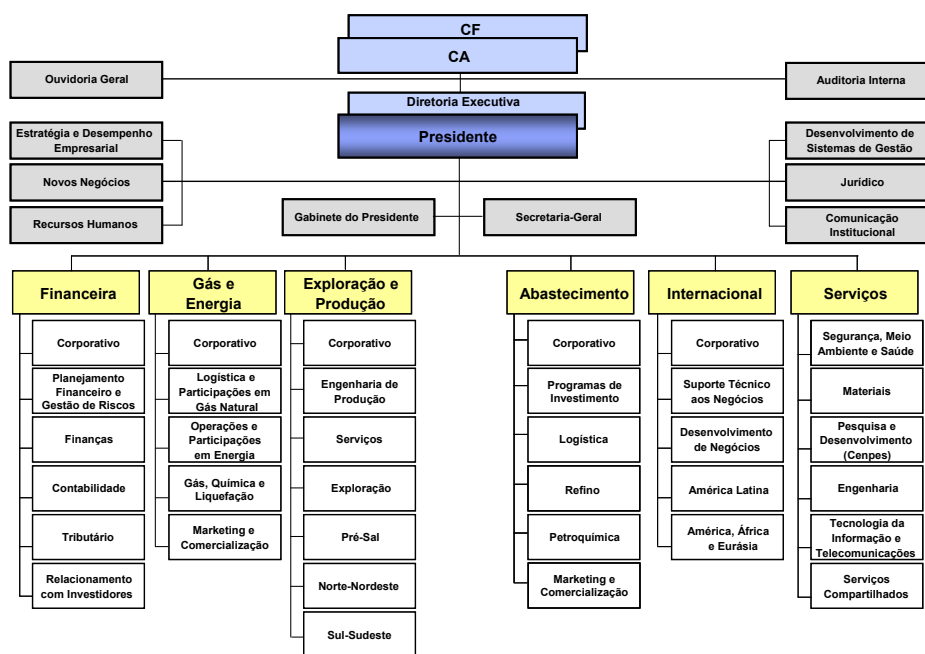 CF
CA
Ouvidoria Geral
Auditoria Interna
Diretoria Executiva
Presidente
Estratégia e Desempenho
Empresarial
Novos Negócios
Recursos Humanos
Desenvolvimento de
Sistemas de Gestão
Jurídico
Comunicação
Institucional
Gabinete do Presidente
Secretaria-Geral
Financeira
Corporativo
Planejamento
Financeiro e
Gestão de Riscos
Finanças
Contabilidade
Tributário
Relacionamento
com Investidores
Gás e
Energia
Corporativo
Logística e
Participações em
Gás Natural
Operações e
Participações
em Energia
Gás, Química e
Liquefação
Marketing e
Comercialização
Exploração e
Produção
Corporativo
Engenharia de
Produção
Serviços
Exploração
Pré-Sal
Norte-Nordeste
Sul-Sudeste
Abastecimento
Corporativo
Programas de
Investimento
Logística
Refino
Petroquímica
Marketing e
Comercialização
Internacional
Corporativo
Suporte Técnico
aos Negócios
Desenvolvimento
de Negócios
América Latina
América, África
e Eurásia
Serviços
Segurança, Meio
Ambiente e Saúde
Materiais
Pesquisa e
Desenvolvimento
(Cenpes)
Engenharia
Tecnologia da
Informação e
Telecomunicações
Serviços
Compartilhados